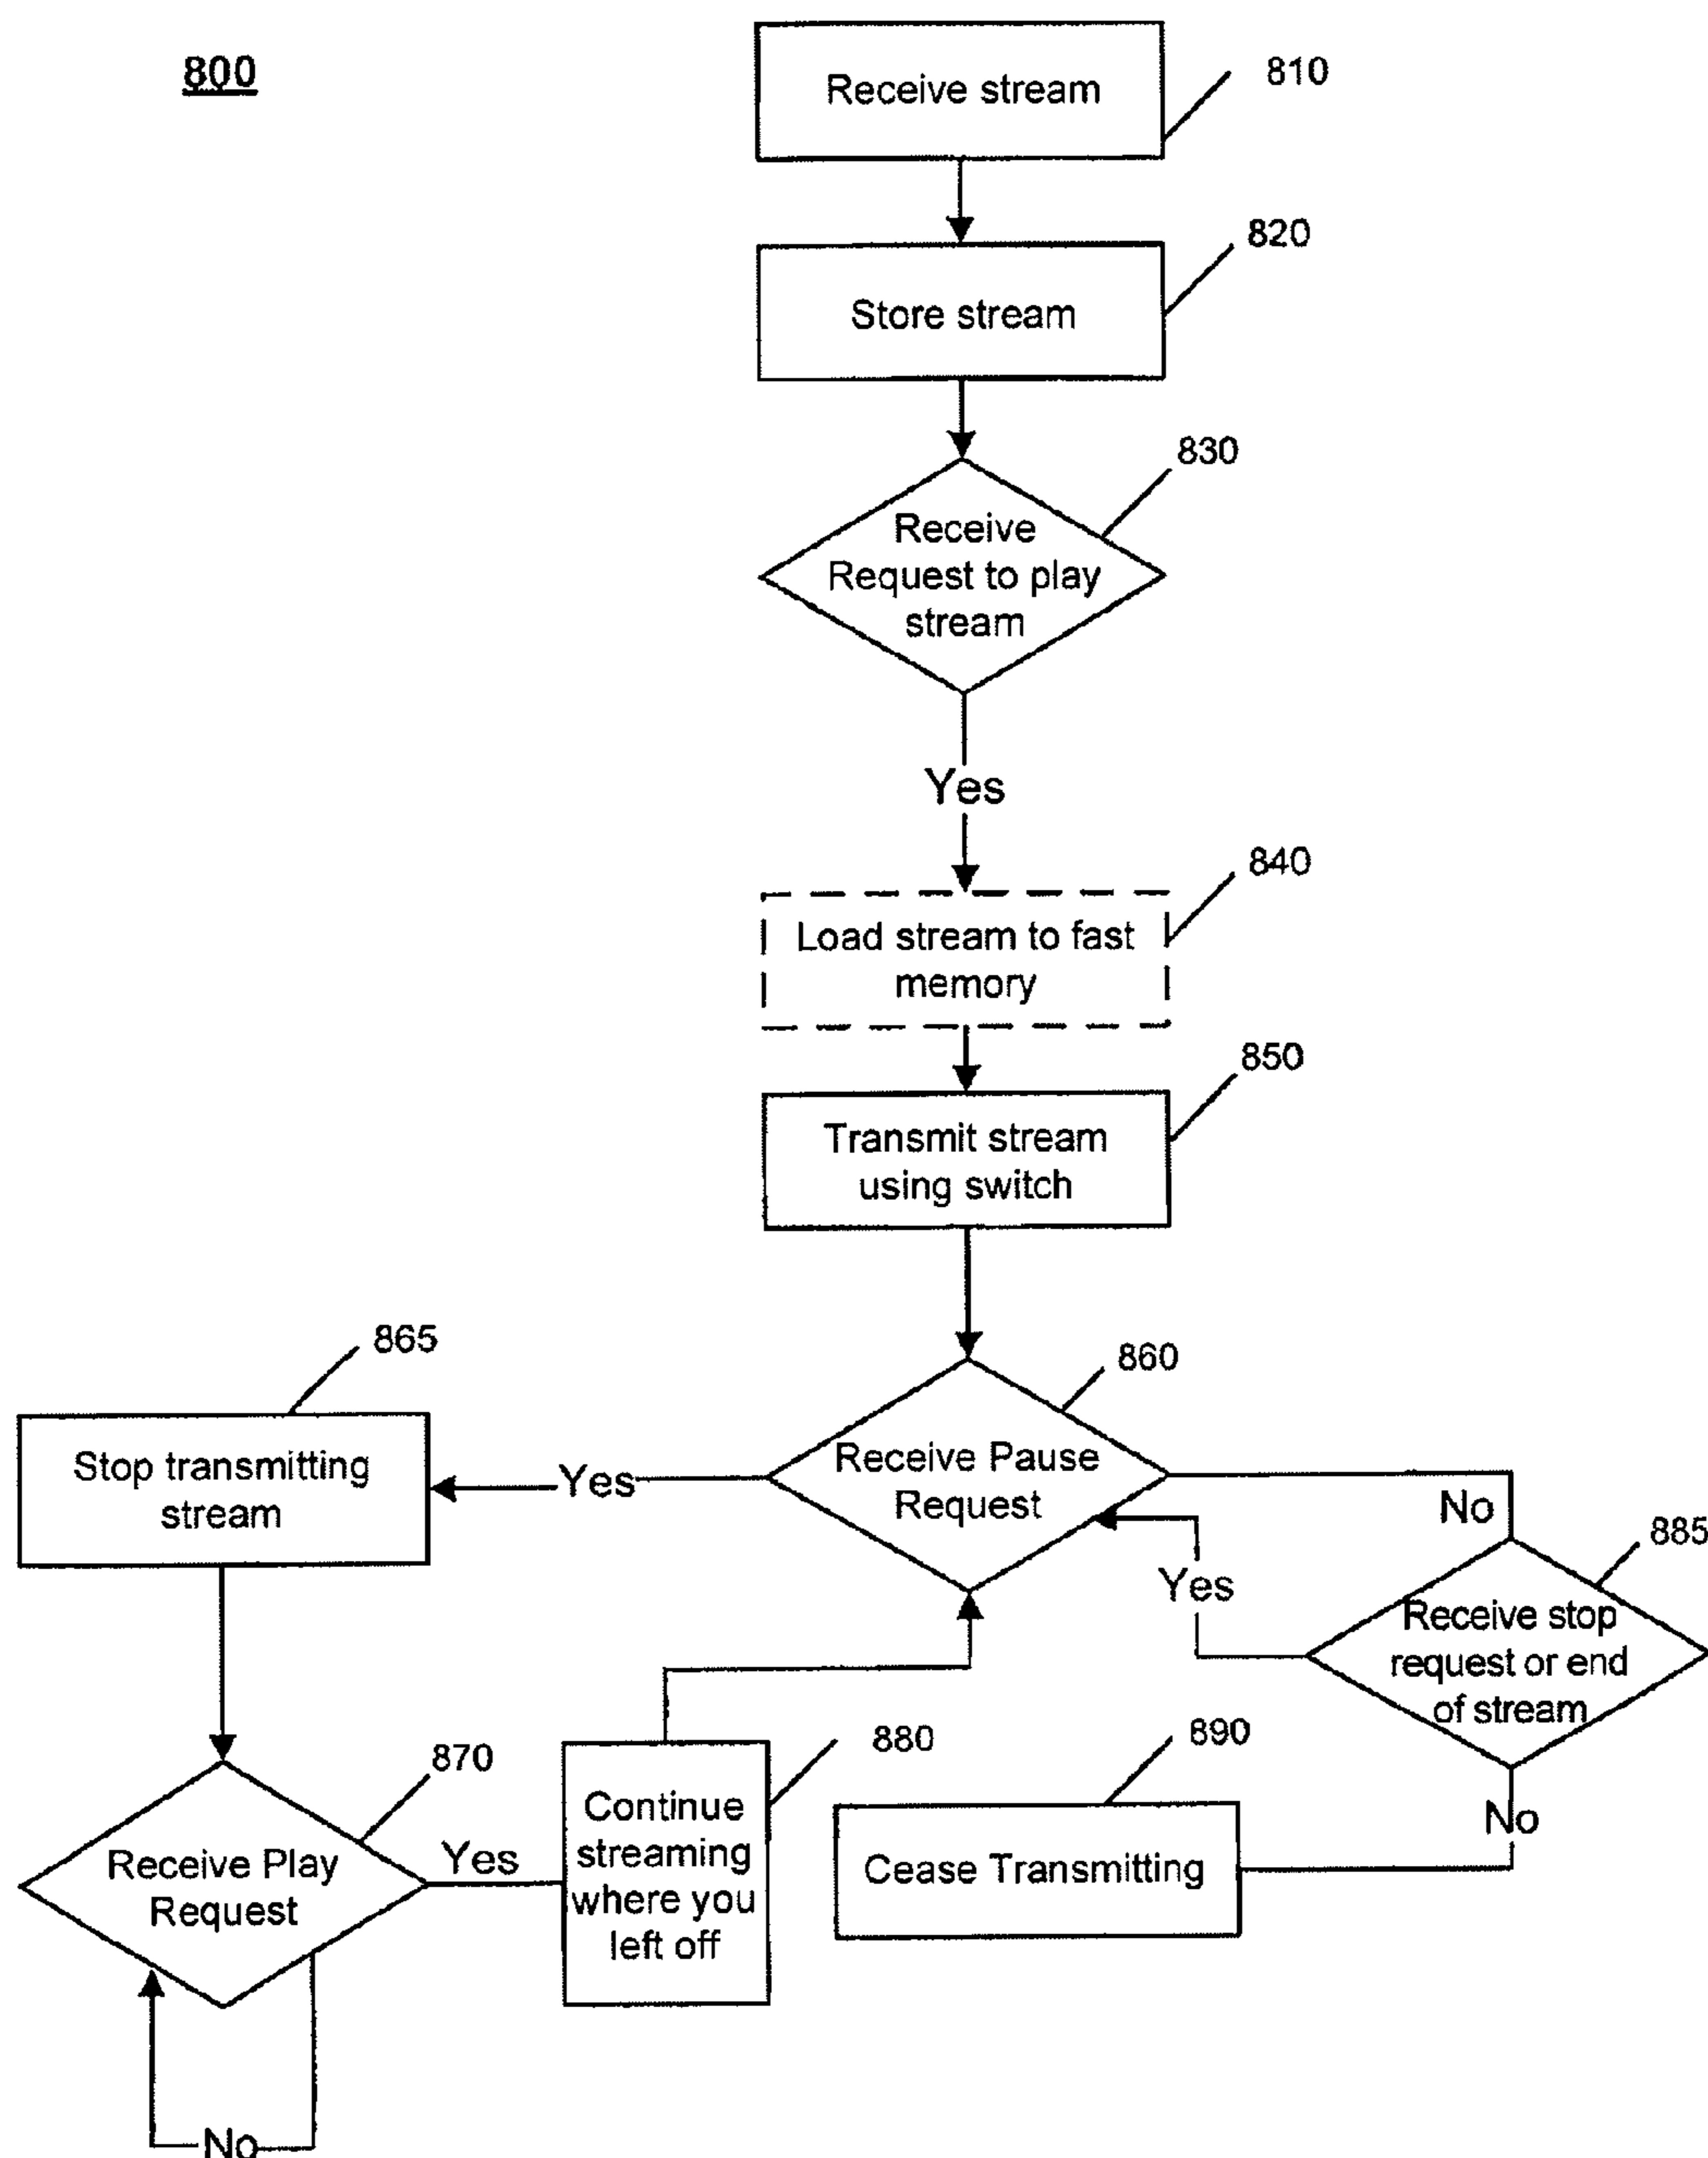 800
810
Receive stream
820
Store stream
830
Receive
Request to play
stream
Yes
840
Load stream to fast
memory
850
Transmit stream
using switch
865
860
Stop transmitting
stream
Yes
Receive Pause
Request
No
885
Yes
Receive stop
request or end
of stream
870
880
890
Continue
streaming
where you
left off
No
Yes
Receive Play
Request
Cease Transmitting
No